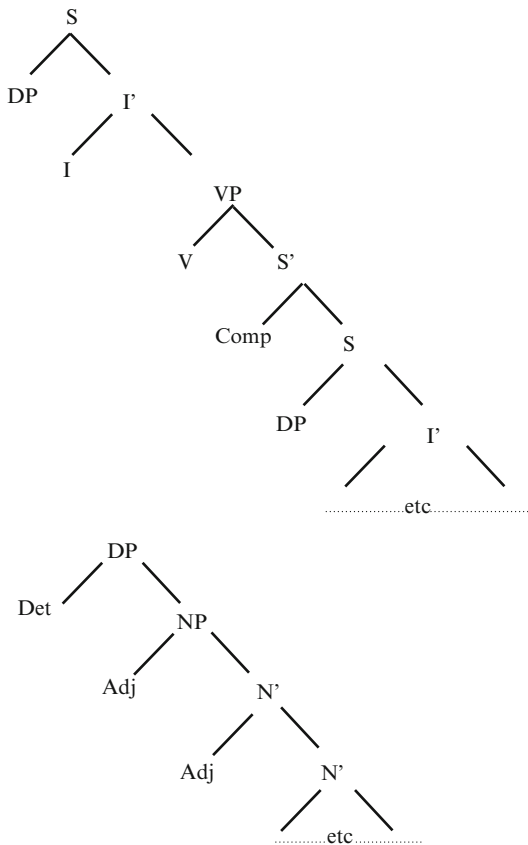 S
DP I’
I
VP
V S’
Comp S
DP I’
etc
DP
Det
NP
Adj N’
Adj N’
etc